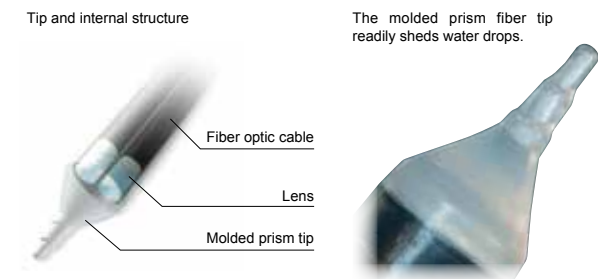 Tip and internal structure
The molded prism fiber tip
readily sheds water drops.
Fiber optic cable
Lens
Molded prism tip